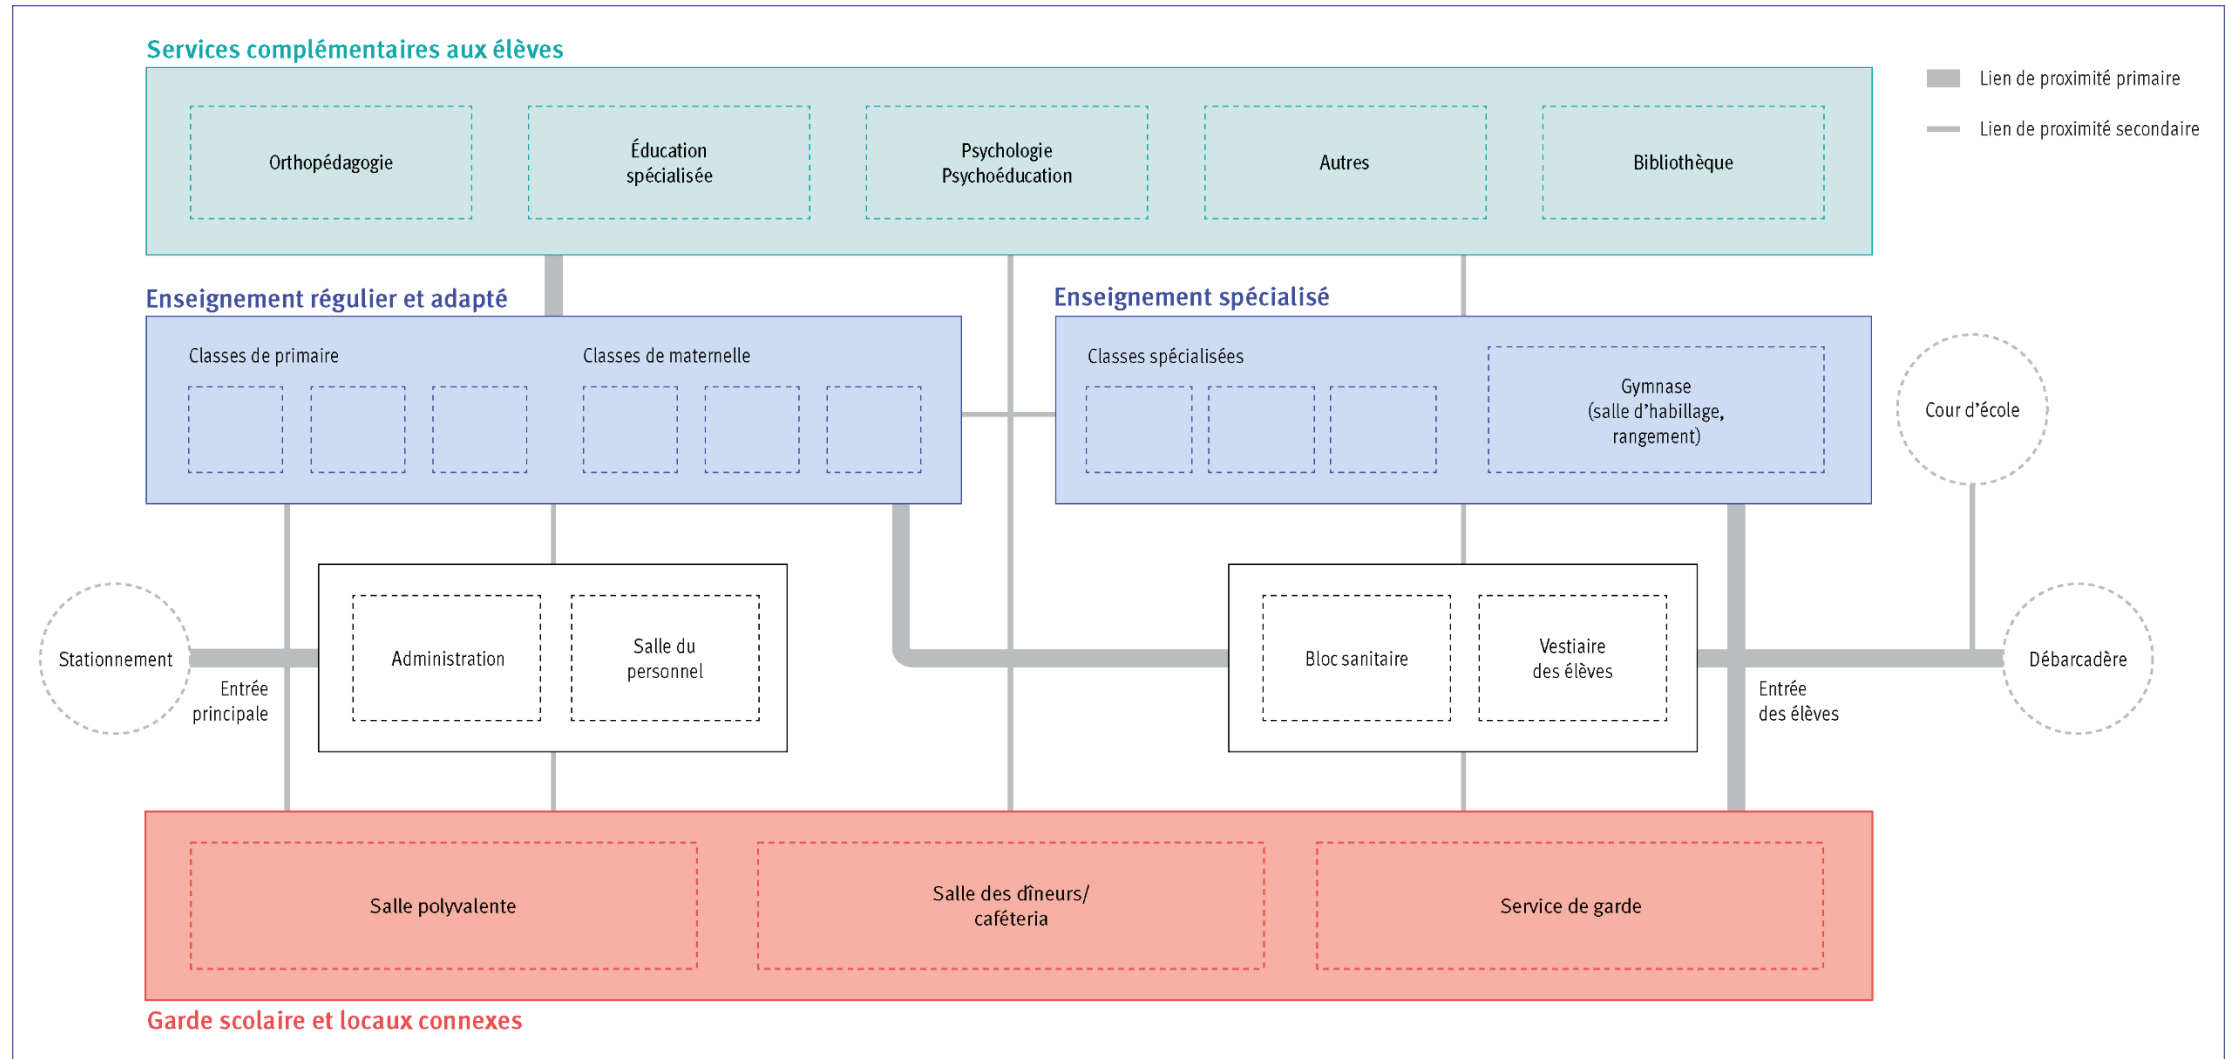 Services complémentaires aux élèves
Lien de proximité primaire
Lien de proximité secondaire
Orthopédagogie
Éducation
spécialisée
Psychologie
Psychoéducation
Autres
Bibliothèque
Enseignement régulier et adapté
Enseignement spécialisé
Classes de primaire
Classes de maternelle
Classes spécialisées
Gymnase
(salle d’habillage,
rangement)
Cour d’école
Stationnement
Entrée
principale
Administration
Salle du
personnel
Bloc sanitaire
Vestiaire
des élèves
Entrée
des élèves
Débarcadère
Salle polyvalente
Salle des dîneurs/
caféteria
Service de garde
Garde scolaire et locaux connexes